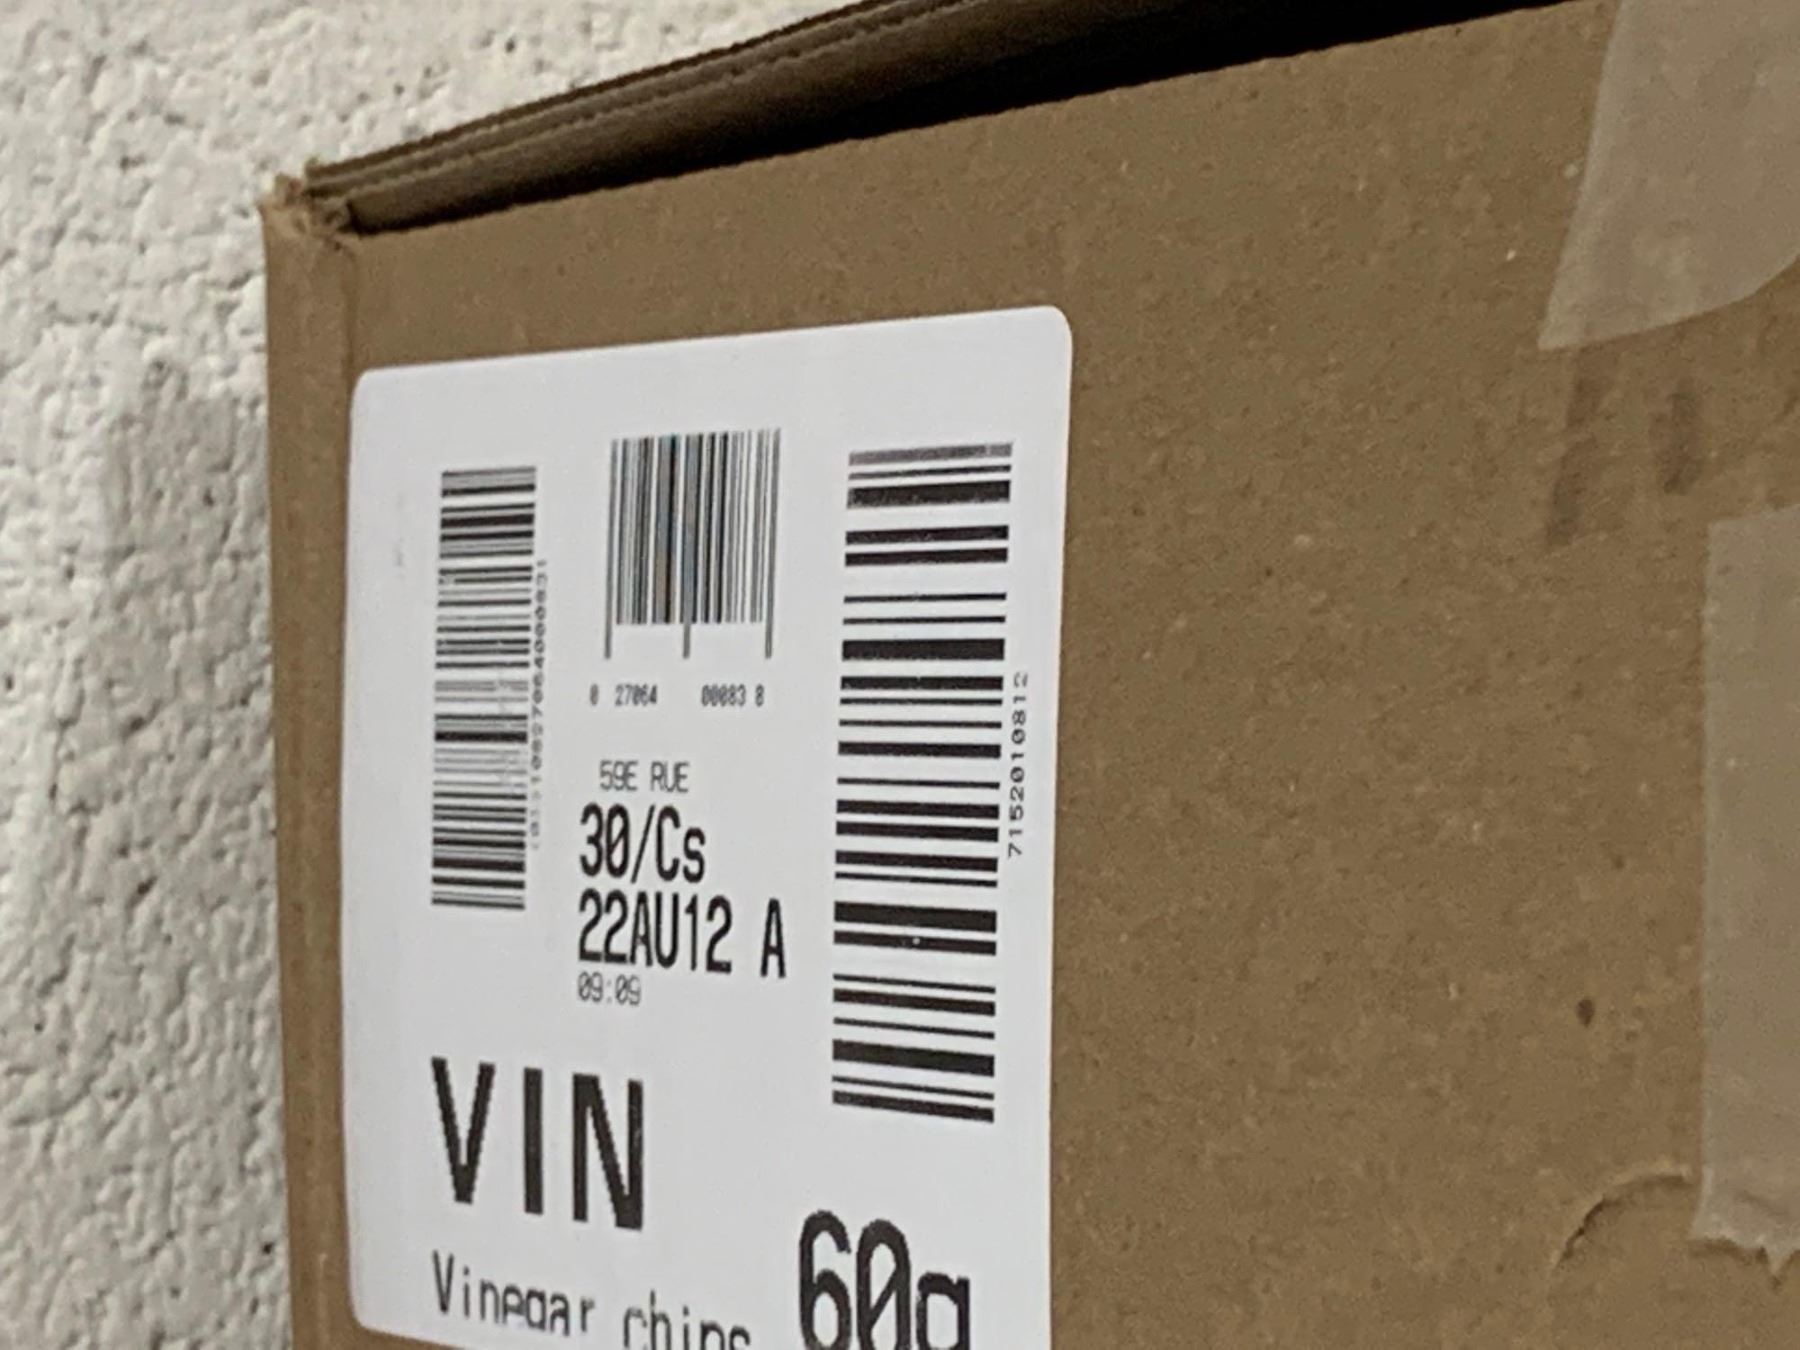 0 27064 00083 8
59E RUE
30/Cs
22AU12 A
09:09
7152010812
VIN
Vinegar chips 60g